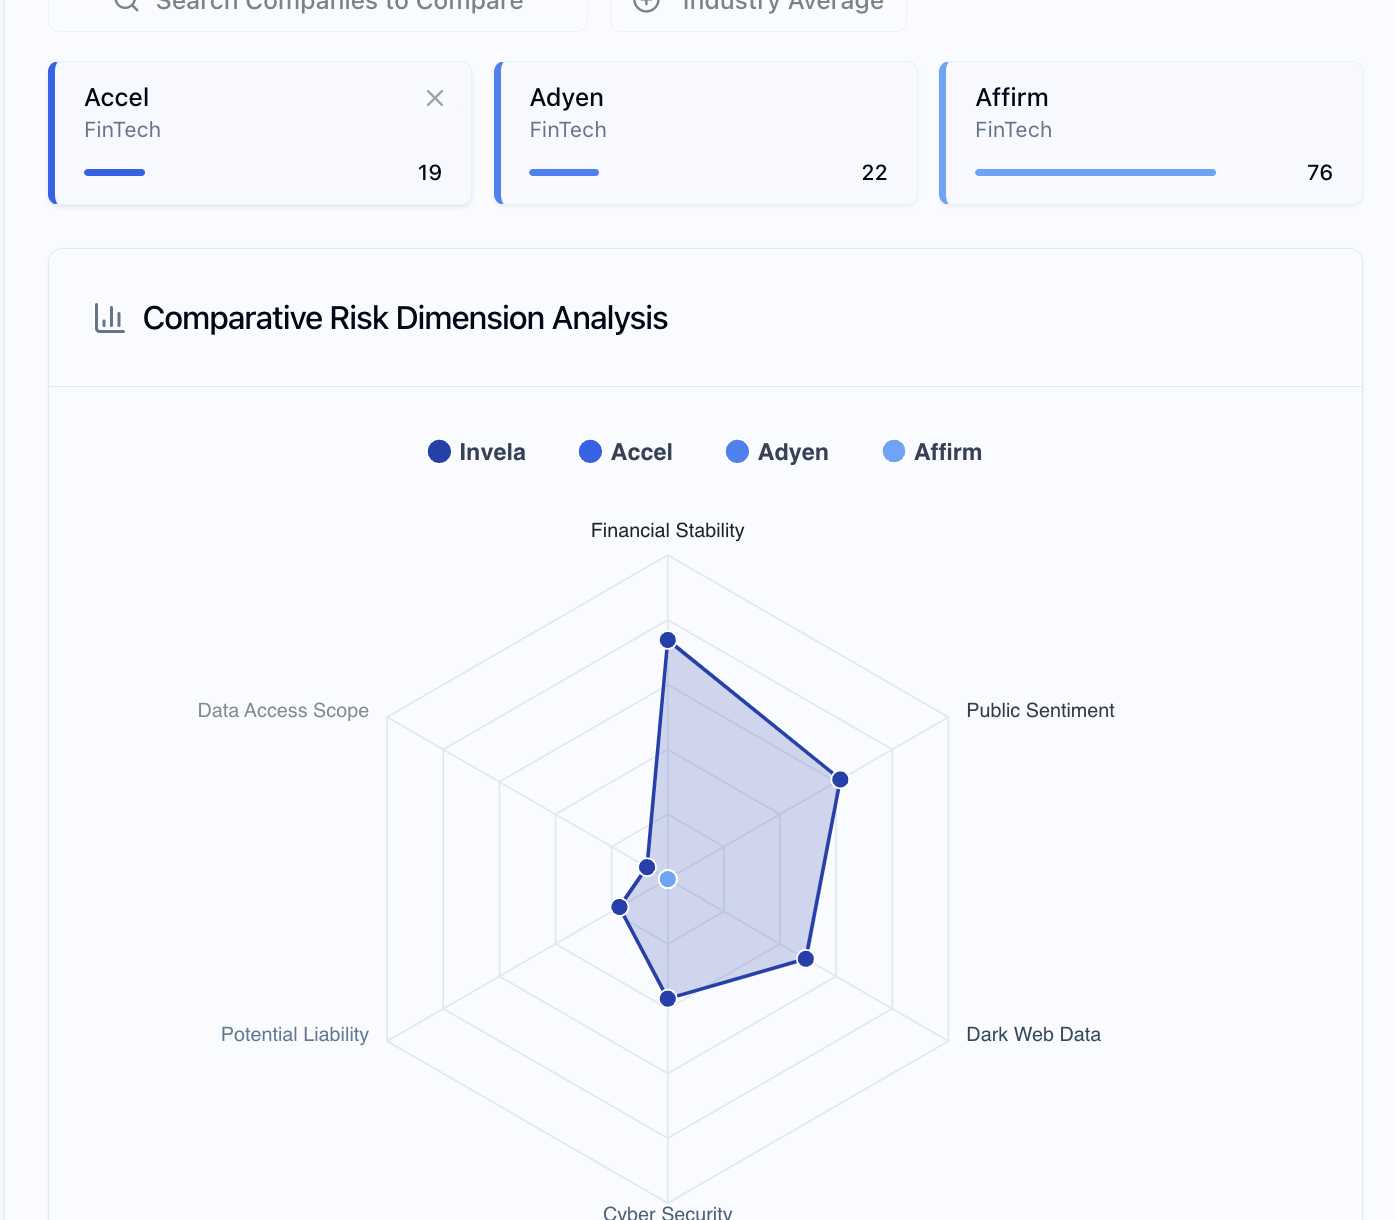 Search Companies to Compare
Industry Average
Accel
FinTech
19
Adyen
FinTech
22
Affirm
FinTech
76
Comparative Risk Dimension Analysis
Invela
Accel
Adyen
Affirm
Financial Stability
Data Access Scope
Public Sentiment
Potential Liability
Dark Web Data
Cyber Security